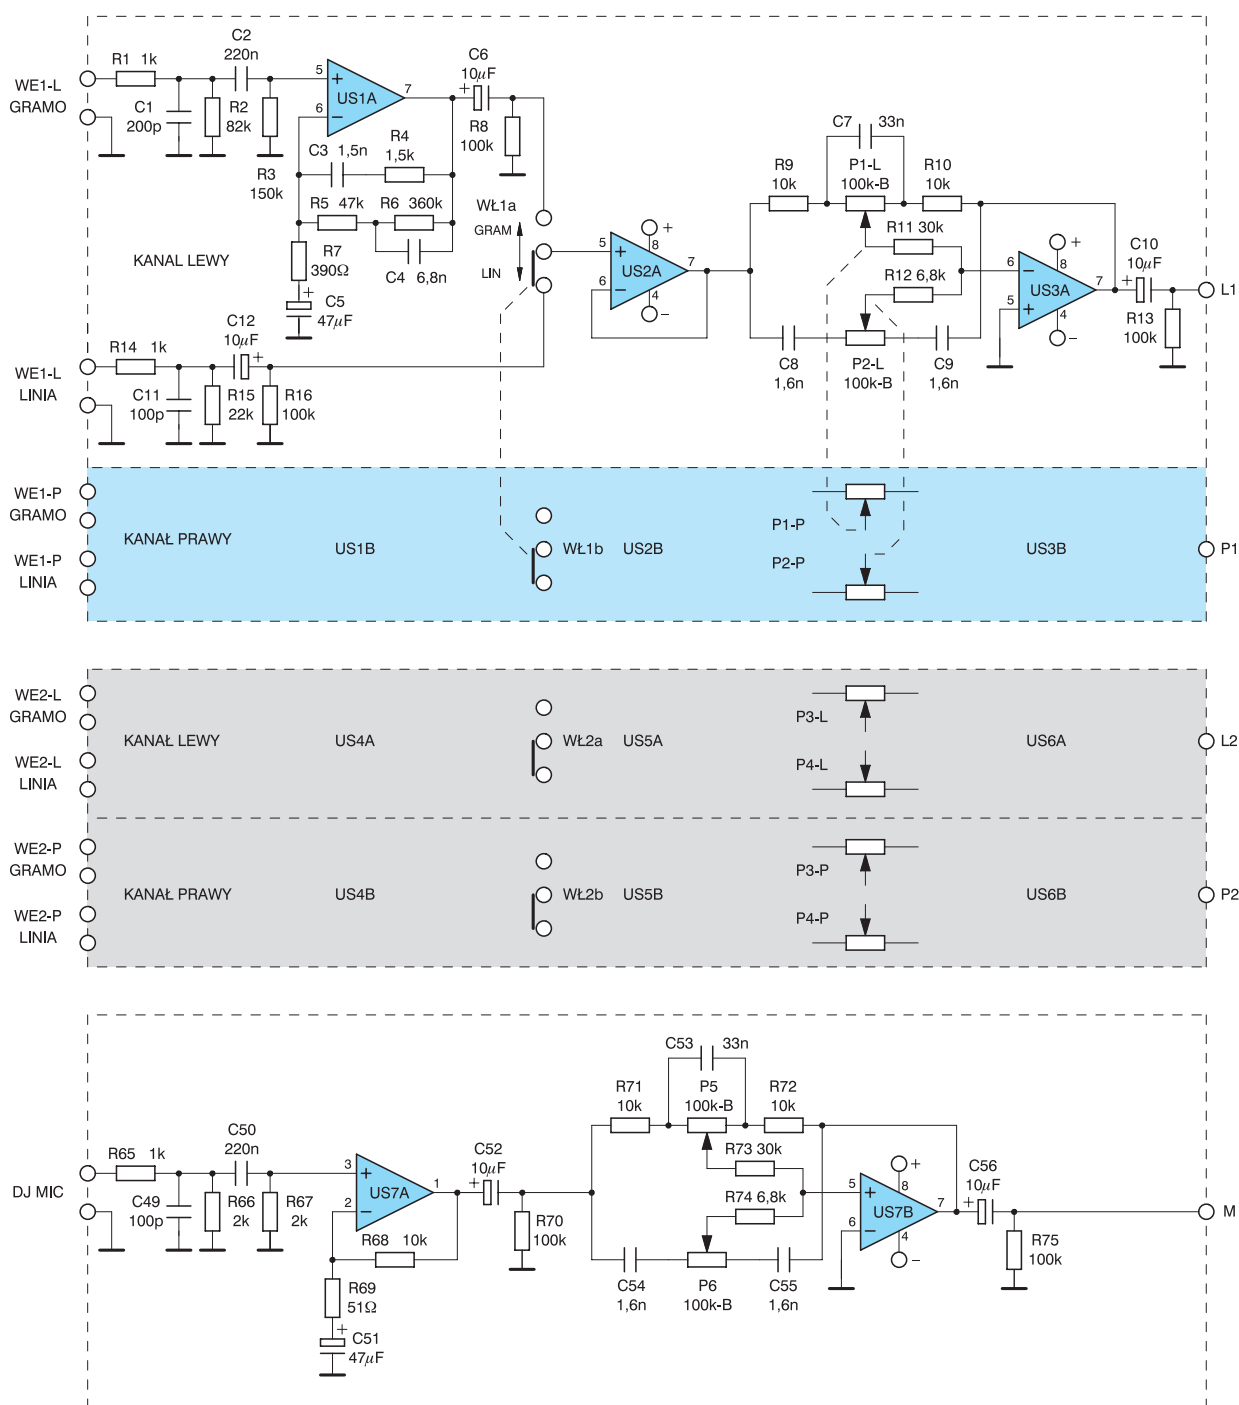 R1 1k
C2
220n
C6
10µF
WE1-L
GRAMO
C1
200p
R2
82k
R3
150k
5
6
7
+
−
US1A
+
R8
100k
C3 1,5n
R4
1,5k
R5 47k
R6 360k
C4 6,8n
R7
390Ω
+
C5
47µF
KANAL LEWY
WŁ1a
GRAM
LIN
5
6
7
8
4
+
−
+
−
US2A
C7 33n
R9
10k
P1-L
100k-B
R10
10k
R11 30k
R12 6,8k
C8
1,6n
P2-L
100k-B
C9
1,6n
6
5
7
8
4
−
+
+
−
US3A
C10
10µF
+
R13
100k
L1
WE1-L
LINIA
R14 1k
C12
10µF
+
C11
100p
R15
22k
R16
100k
WE1-P
GRAMO
WE1-P
LINIA
KANAŁ PRAWY
US1B
WŁ1b
US2B
P1-P
P2-P
US3B
P1
WE2-L
GRAMO
WE2-L
LINIA
KANAŁ LEWY
US4A
WŁ2a
US5A
P3-L
P4-L
US6A
L2
WE2-P
GRAMO
WE2-P
LINIA
KANAŁ PRAWY
US4B
WŁ2b
US5B
P3-P
P4-P
US6B
P2
DJ MIC
R65 1k
C50
220n
C49
100p
R66
2k
R67
2k
3
2
1
+
−
US7A
R68 10k
R69
51Ω
+
C51
47µF
C52
10µF
+
R70
100k
C53 33n
R71
10k
P5
100k-B
R72
10k
R73 30k
R74 6,8k
C54
1,6n
P6
100k-B
C55
1,6n
5
6
7
8
4
+
−
+
−
US7B
C56
10µF
+
R75
100k
M